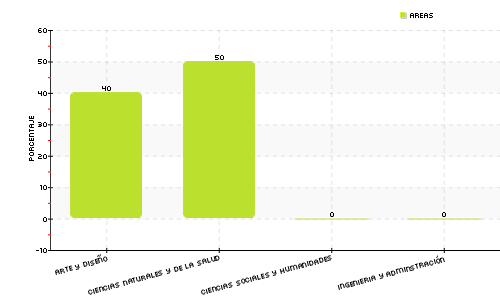 AREAS
60
50
40
30
20
10
0
-10
PORCENTAJE
40
50
0
0
ARTE Y DISEÑO
CIENCIAS NATURALES Y DE LA SALUD
CIENCIAS SOCIALES Y HUMANIDADES
INGENIERIA Y ADMINSTRACIÓN